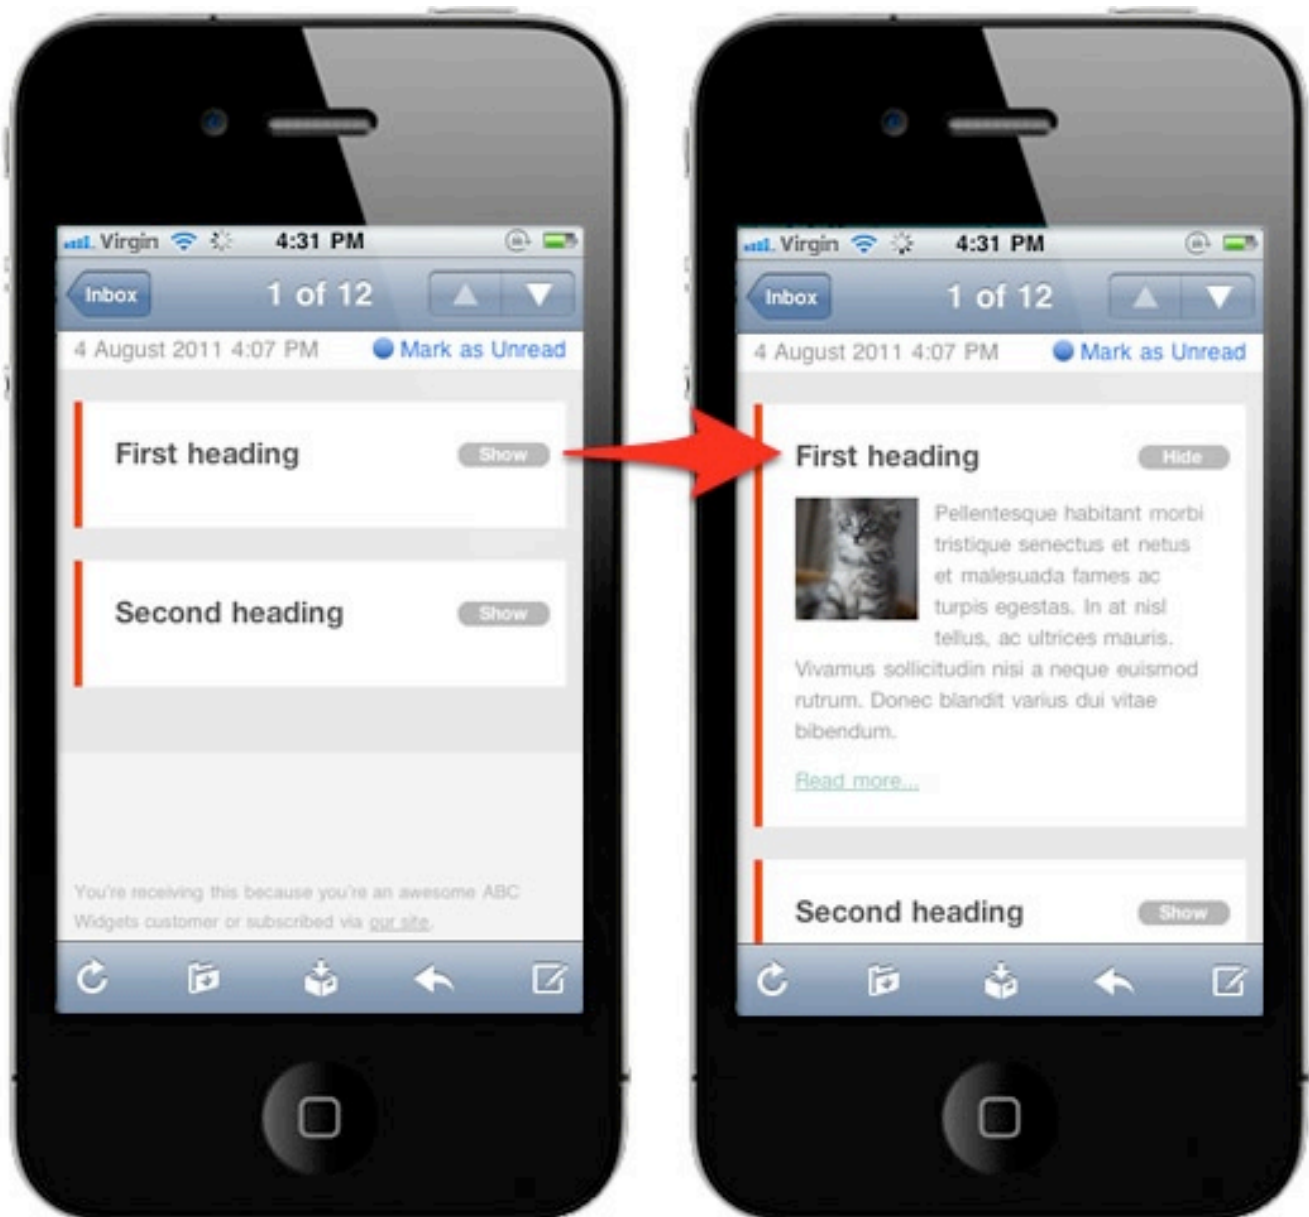 Virgin 4:31 PM
Inbox 1 of 12
4 August 2011 4:07 PM Mark as Unread
First heading Show
Second heading Show
You're receiving this because you're an awesome ABC
Widgets customer or subscribed via our site.
Virgin 4:31 PM
Inbox 1 of 12
4 August 2011 4:07 PM Mark as Unread
First heading Hide
Pellentesque habitant morbi
tristique senectus et netus
et malesuada fames ac
turpis egestas. In at nisl
tellus, ac ultrices mauris.
Vivamus sollicitudin nisi a neque euismod
rutrum. Donec blandit varius dui vitae
bibendum.
Read more...
Second heading Show